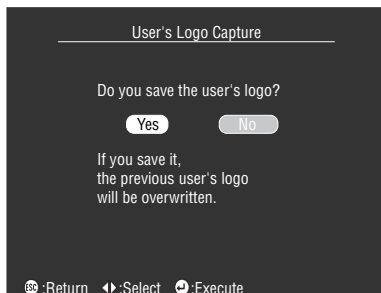 User's Logo Capture
Do you save the user's logo?
Yes No
If you save it,
the previous user's logo
will be overwritten.
ESC :Return :Select :Execute